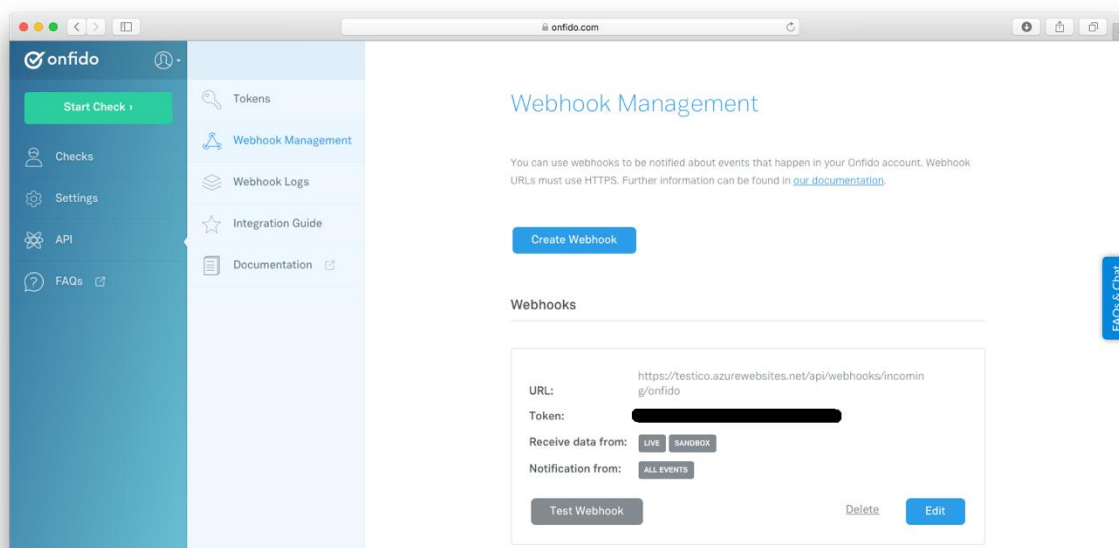 onfido.com
onfido
Start Check ›
Checks
Settings
API
FAQs
Tokens
Webhook Management
Webhook Logs
Integration Guide
Documentation
Webhook Management
You can use webhooks to be notified about events that happen in your Onfido account. Webhook
URLs must use HTTPS. Further information can be found in our documentation.
Create Webhook
Webhooks
URL: https://testico.azurewebsites.net/api/webhooks/incomin
g/onfido
Token:
Receive data from: LIVE SANDBOX
Notification from: ALL EVENTS
Test Webhook Delete Edit
FAQs & Chat